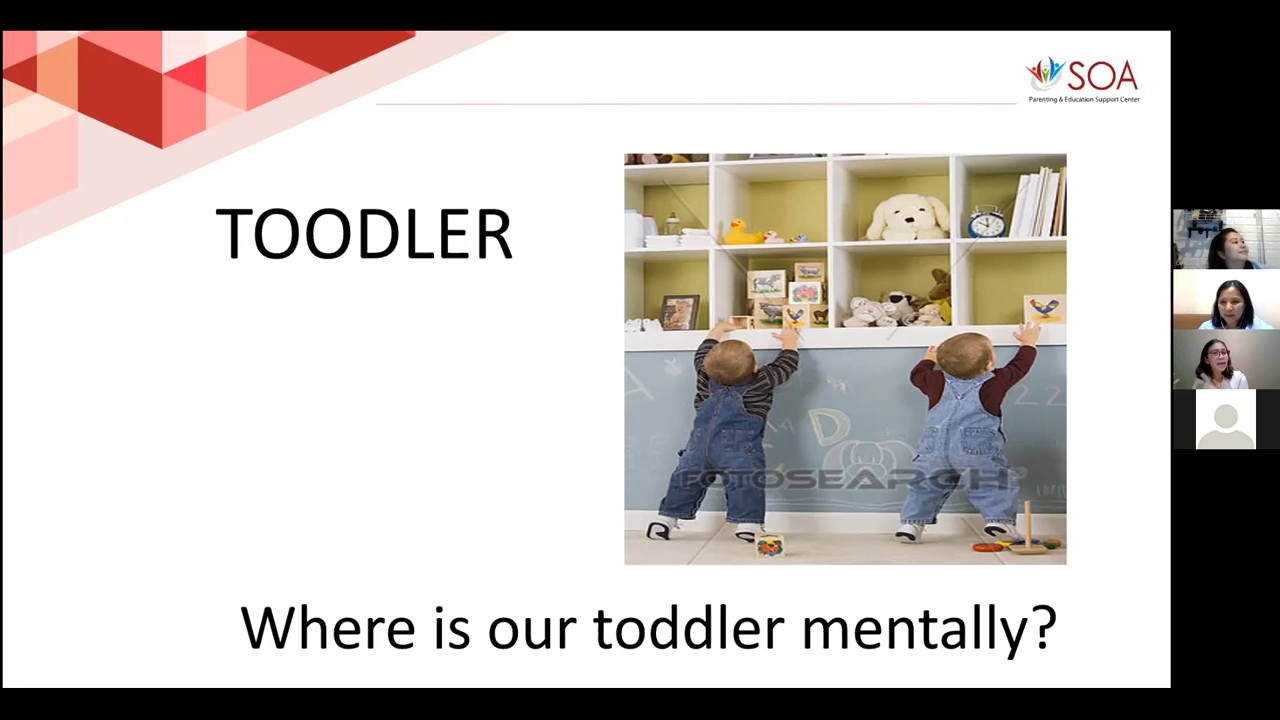 SOA
Parenting & Education Support Center
TOODLER
D
FOTOSEARCH
Where is our toddler mentally?